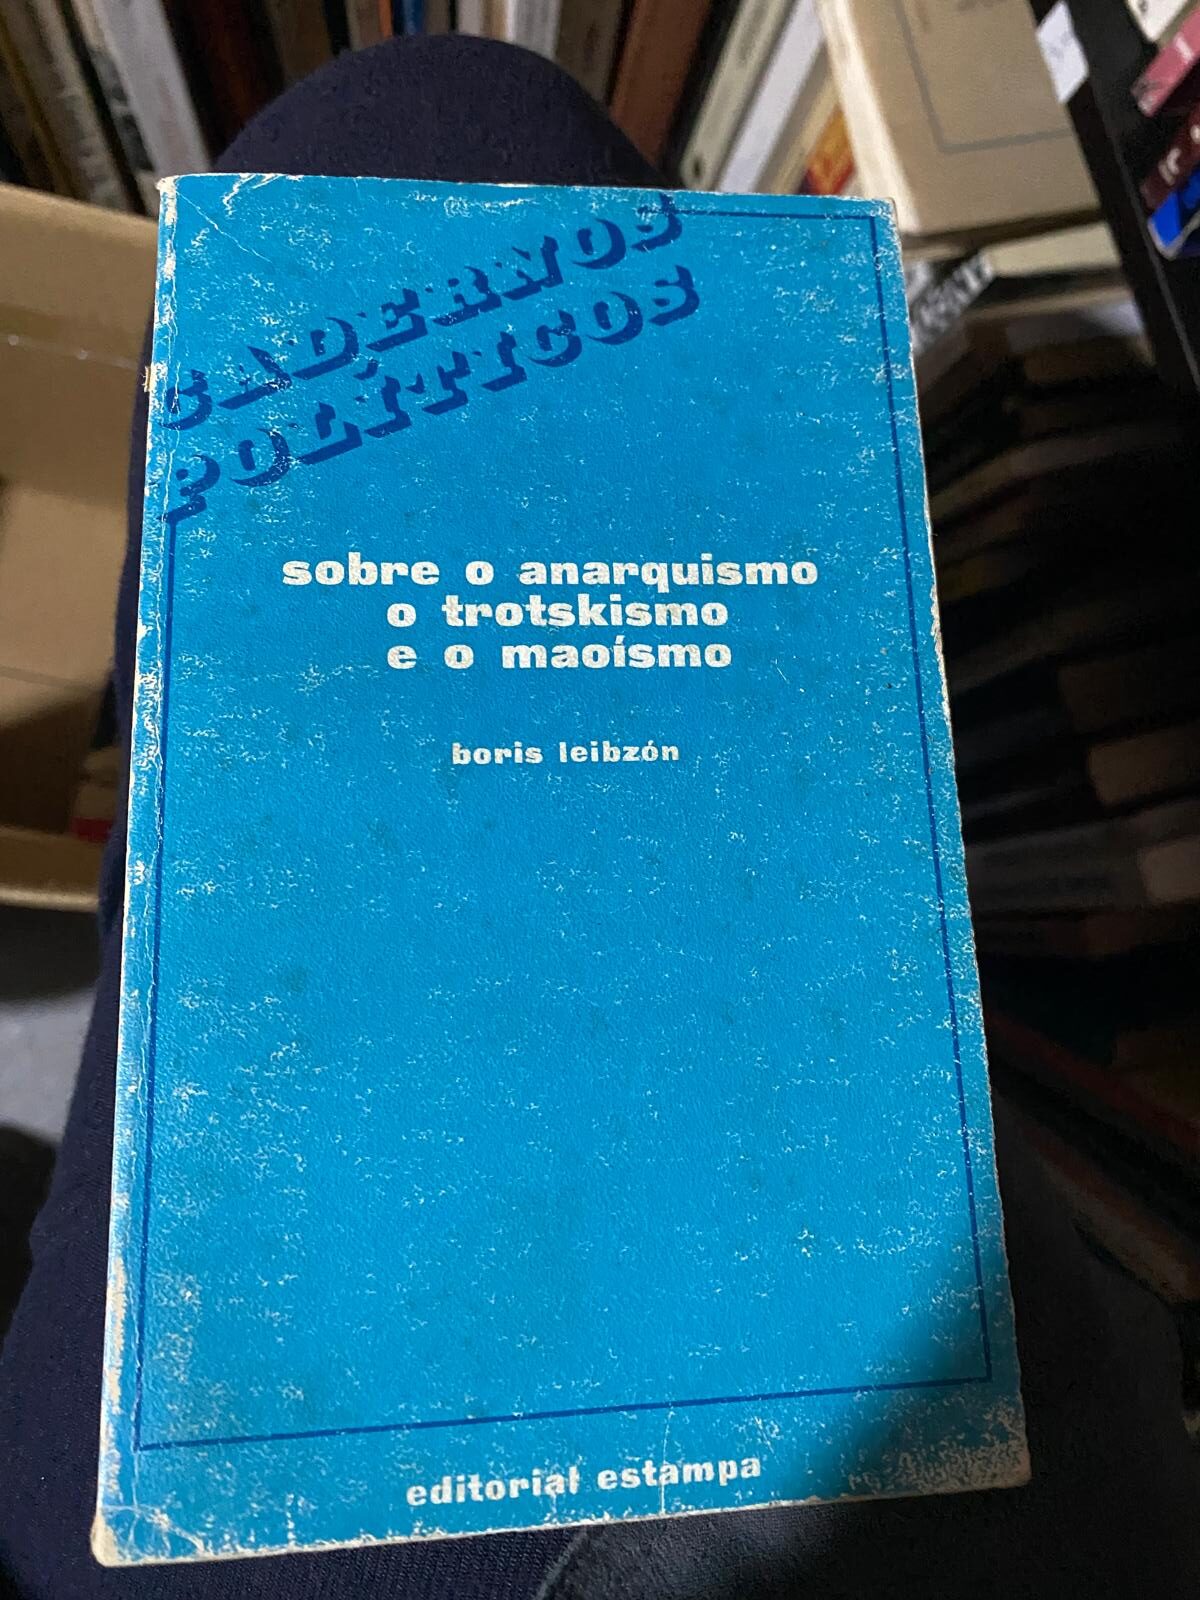 CADERNOS
POLÍTICOS
sobre o anarquismo
o trotskismo
e o maoísmo
boris leibzón
editorial estampa